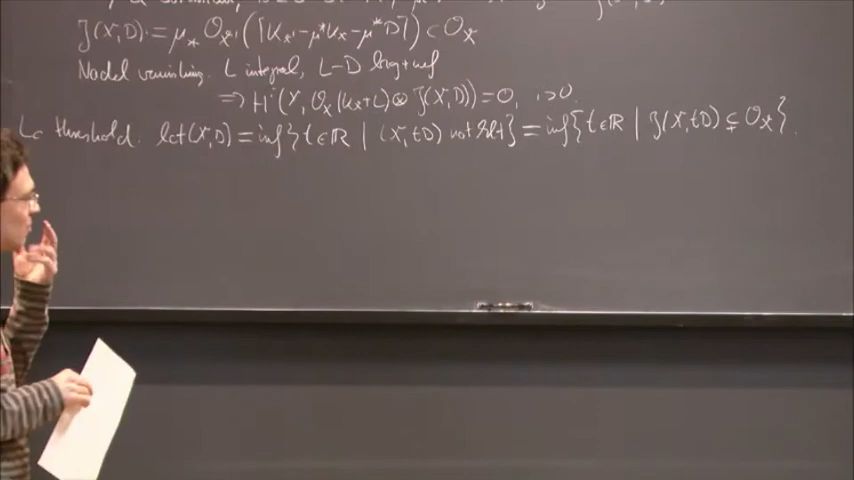 J(X,D) := μ_* O_X'(⌈K_X' - μ^*K_X - μ^*D⌉) ⊂ O_X
Nadel vanishing. L integral, L-D big+nef
⇒ H^i(X, O_X(K_X+L) ⊗ J(X,D)) = 0, i>0.
Lc threshold. lct(X,D) = inf{t∈ℝ | (X,tD) not klt} = inf{t∈ℝ | J(X,tD) ⊊ O_X}.